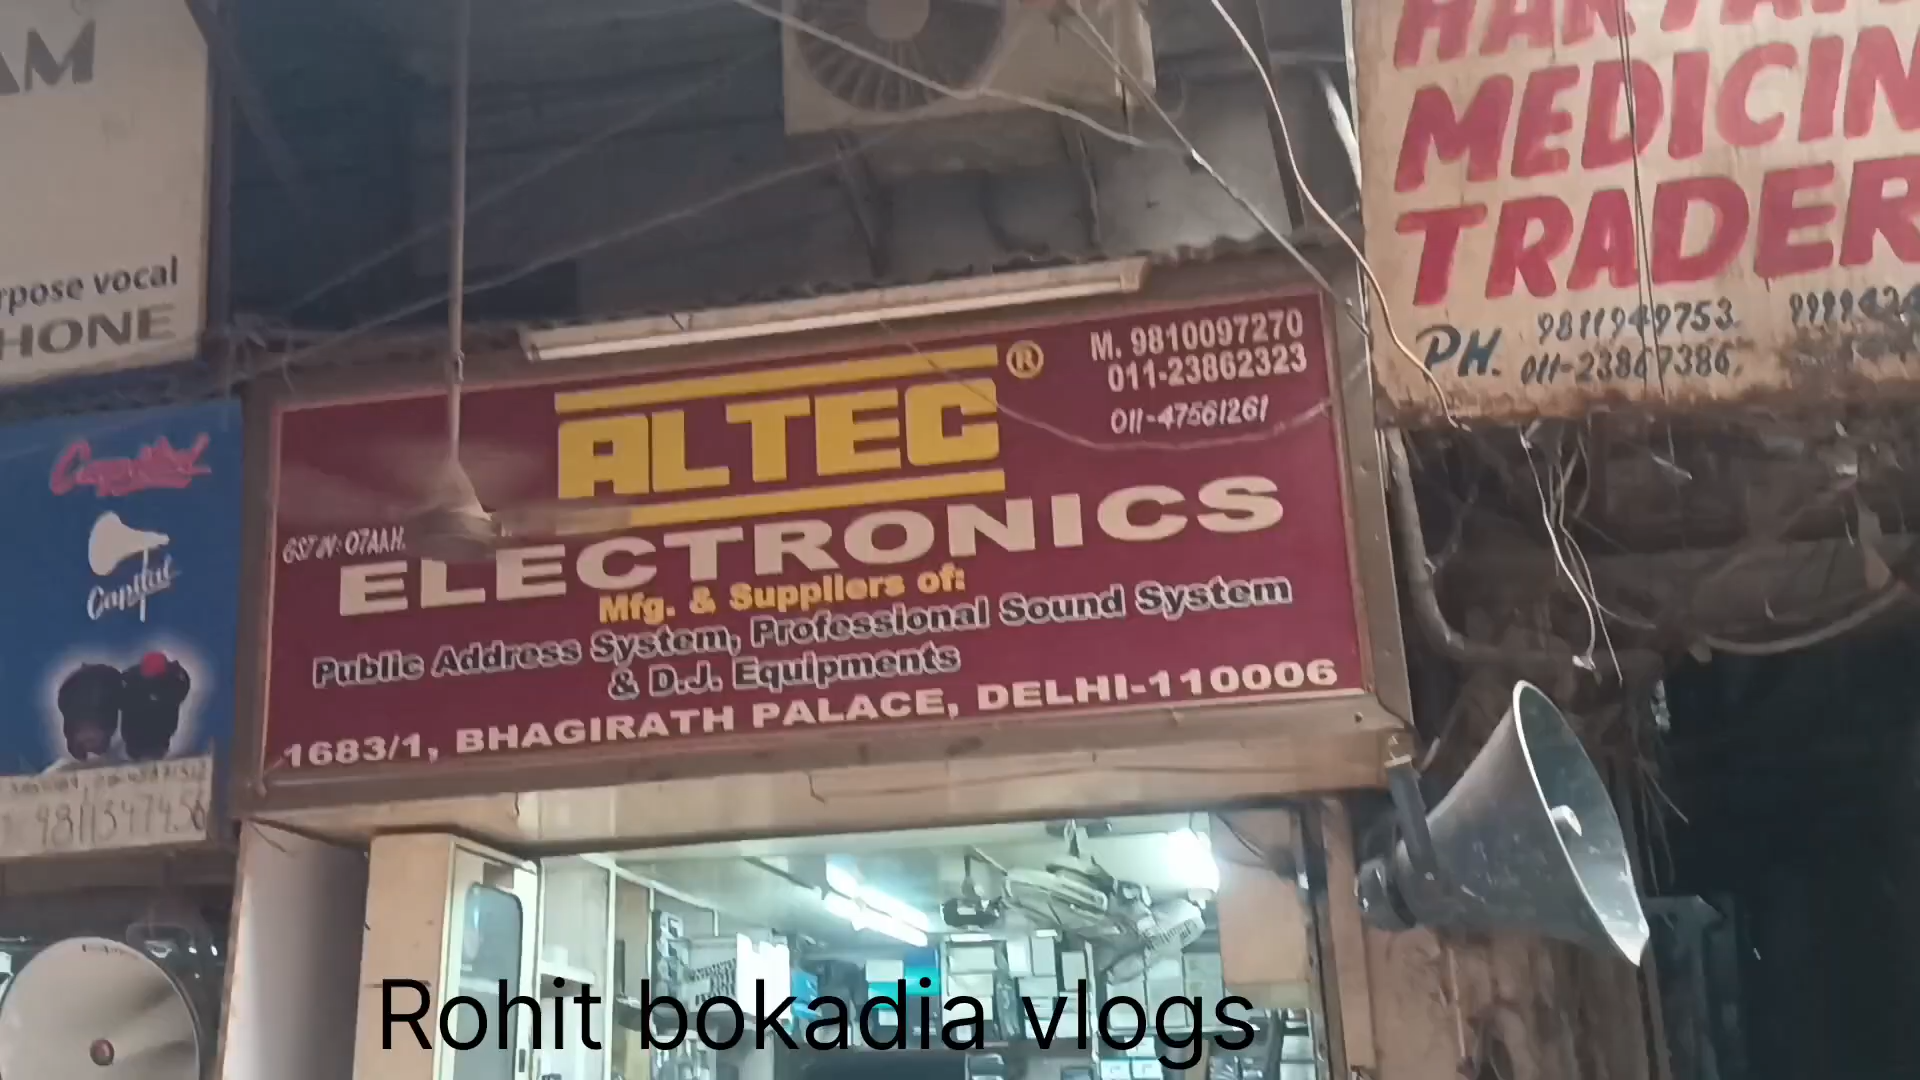 AM
rpose vocal
HONE
Capital
M. 9810097270
011-23862323
011-47561261
ALTEC®
GST IN: 07AAH.
ELECTRONICS
Mfg. & Suppliers of:
Public Address System, Professional Sound System
& D.J. Equipments
1683/1, BHAGIRATH PALACE, DELHI-110006
MEDICIN
TRADER
PH. 9811949753.
011-23867386,
Rohit bokadia vlogs